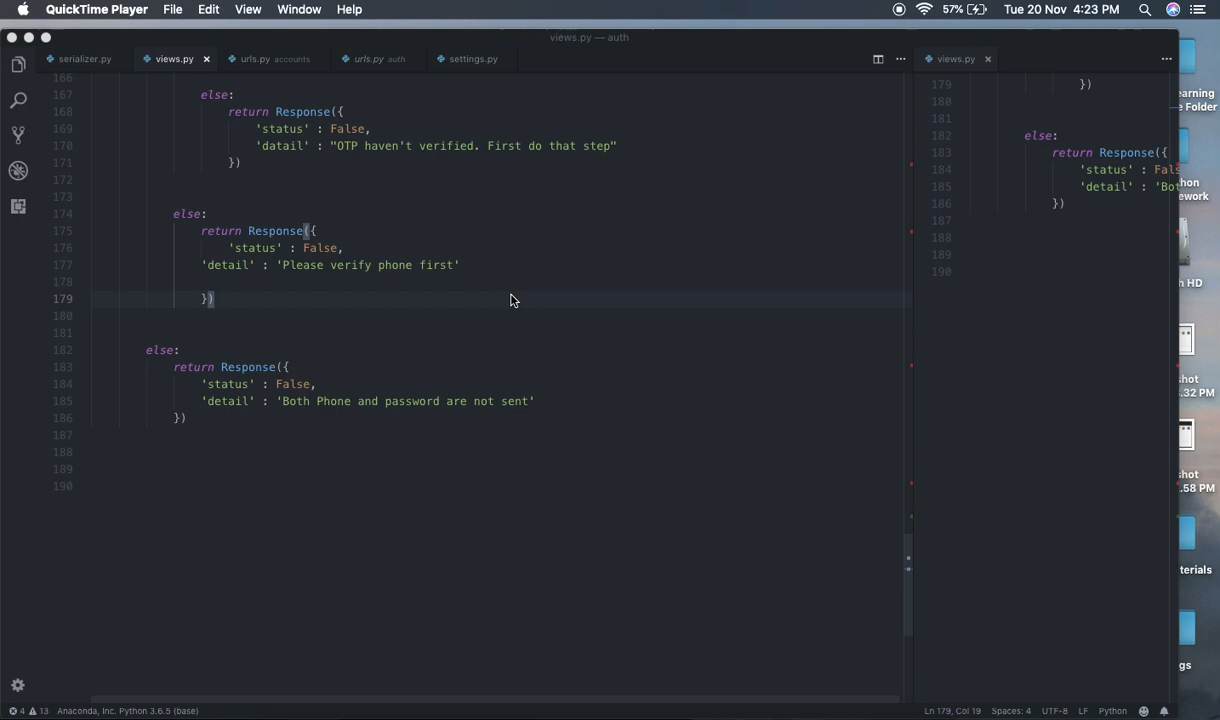 QuickTime Player File Edit View Window Help 57% Tue 20 Nov 4:23 PM
views.py — auth
serializer.py views.py urls.py accounts urls.py auth settings.py views.py
166
167 else:
168 return Response({
169 'status' : False,
170 'datail' : "OTP haven't verified. First do that step"
171 })
172
173
174 else:
175 return Response({
176 'status' : False,
177 'detail' : 'Please verify phone first'
178
179 })
180
181
182 else:
183 return Response({
184 'status' : False,
185 'detail' : 'Both Phone and password are not sent'
186 })
187
188
189
190
179 })
180
181
182 else:
183 return Response({
184 'status' : Fals
185 'detail' : 'Bot
186 })
187
188
189
190
earning
e Folder
hon
ework
h HD
shot
.32 PM
shot
.58 PM
terials
gs
4 13 Anaconda, Inc. Python 3.6.5 (base) Ln 179, Col 19 Spaces: 4 UTF-8 LF Python